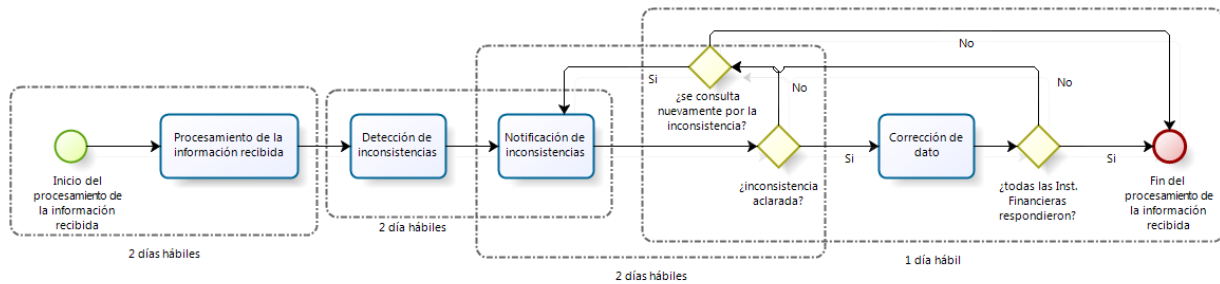 Inicio del
procesamiento de
la información
recibida
Procesamiento de la
información recibida
2 días hábiles
Detección de
inconsistencias
2 día hábiles
Notificación de
inconsistencias
Si
¿se consulta
nuevamente por la
inconsistencia?
No
No
¿inconsistencia
aclarada?
2 días hábiles
Si
Corrección de
dato
No
¿todas las Inst.
Financieras
respondieron?
Si
Fin del
procesamiento de
la información
recibida
1 día hábil